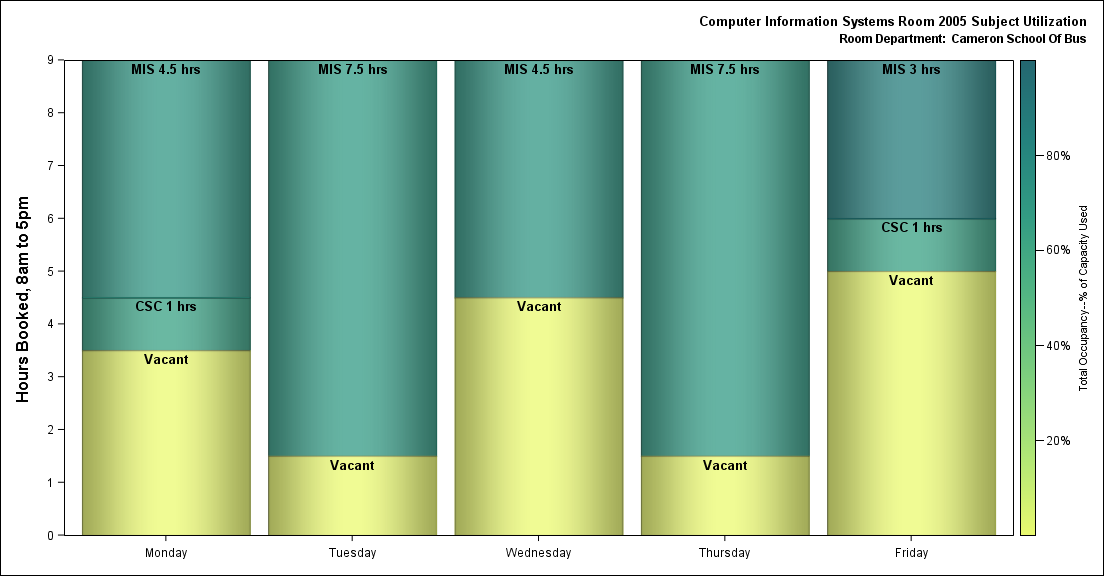 Computer Information Systems Room 2005 Subject Utilization
Room Department: Cameron School Of Bus
Hours Booked, 8am to 5pm
9
8
7
6
5
4
3
2
1
0
MIS 4.5 hrs
CSC 1 hrs
Vacant
MIS 7.5 hrs
Vacant
MIS 4.5 hrs
Vacant
MIS 7.5 hrs
Vacant
MIS 3 hrs
CSC 1 hrs
Vacant
Monday
Tuesday
Wednesday
Thursday
Friday
80%
60%
40%
20%
Total Occupancy--% of Capacity Used